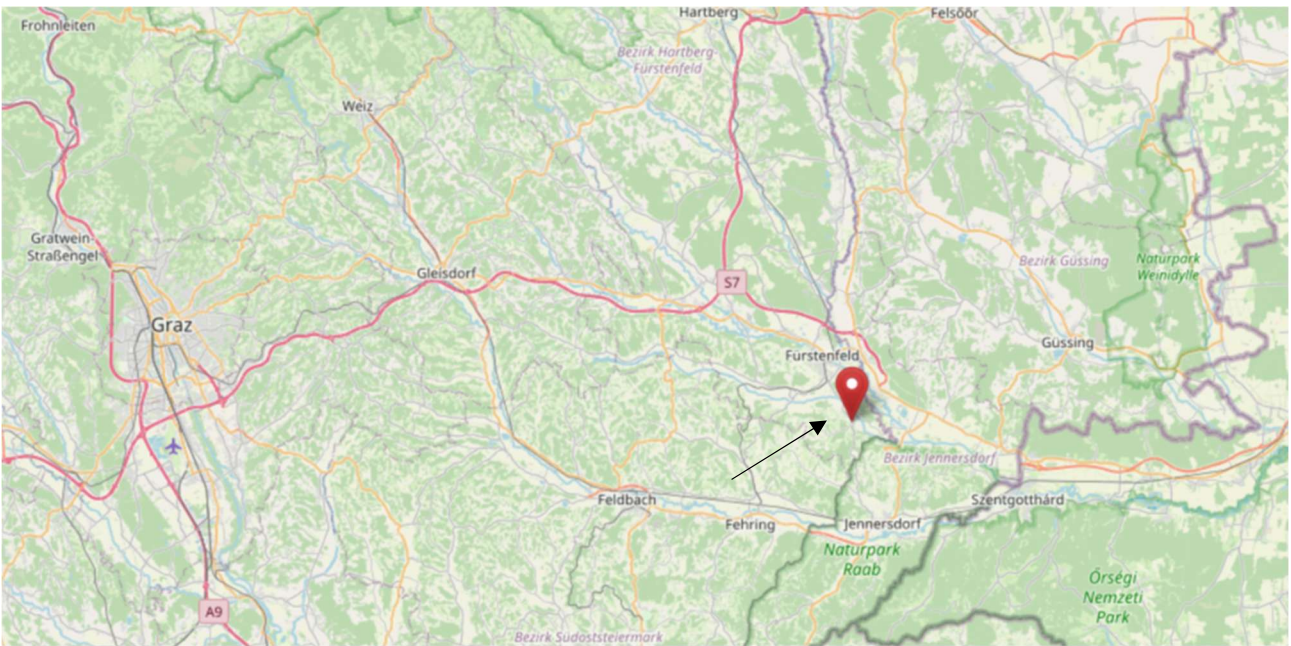 Frohnleiten
Hartberg
Felsőőr
Bezirk Hartberg-
Fürstenfeld
Weiz
Gratwein-
Straßengel
Gleisdorf
S7
Bezirk Güssing
Naturpark
Weinidylle
Graz
Güssing
Fürstenfeld
Bezirk Jennersdorf
Feldbach
Szentgotthárd
Fehring
Jennersdorf
Naturpark
Raab
Őrségi
Nemzeti
Park
A9
Bezirk Südoststeiermark